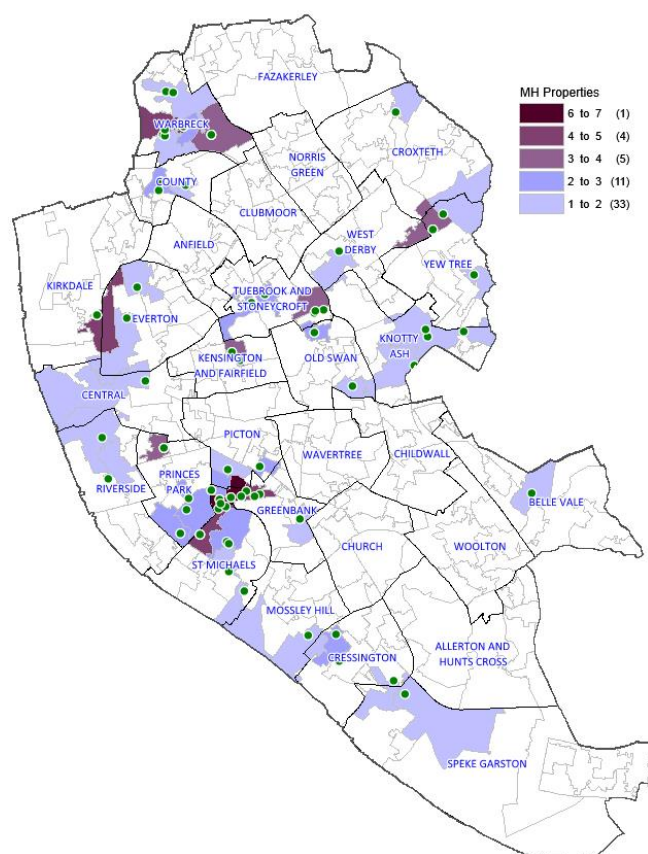 MH Properties
6 to 7 (1)
4 to 5 (4)
3 to 4 (5)
2 to 3 (11)
1 to 2 (33)
FAZAKERLEY
WARBRECK
CROXTETH
NORRIS
GREEN
COUNTY
CLUBMOOR
ANFIELD
WEST
DERBY
YEW TREE
KIRKDALE
TUEBROOK AND
STONEYCROFT
EVERTON
KNOTTY
ASH
OLD SWAN
KENSINGTON
AND FAIRFIELD
CENTRAL
PICTON
WAVERTREE
CHILDWALL
PRINCES
PARK
RIVERSIDE
BELLE VALE
GREENBANK
CHURCH
WOOLTON
ST MICHAELS
MOSSLEY HILL
ALLERTON AND
HUNTS CROSS
CRESSINGTON
SPEKE GARSTON